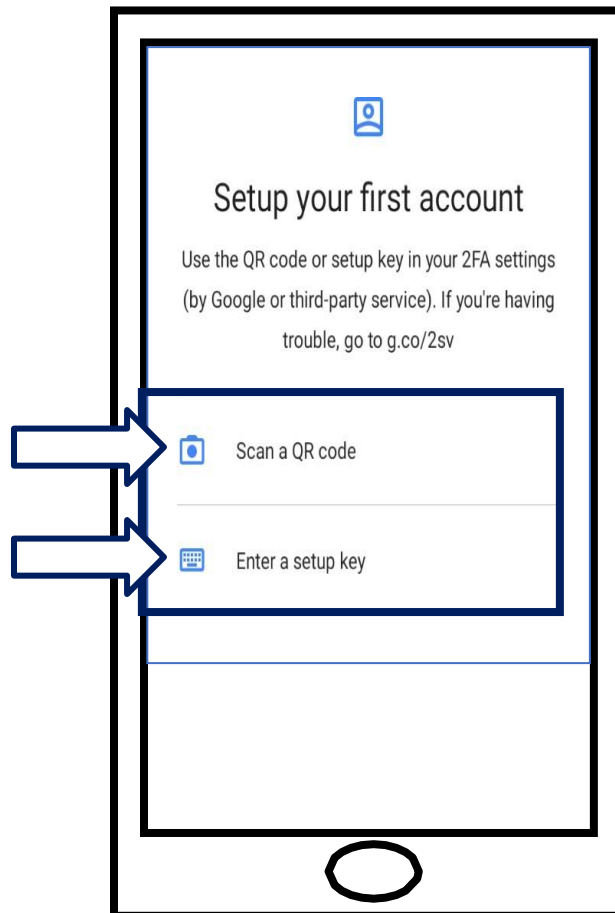 Setup your first account
Use the QR code or setup key in your 2FA settings
(by Google or third-party service). If you're having
trouble, go to g.co/2sv
Scan a QR code
Enter a setup key